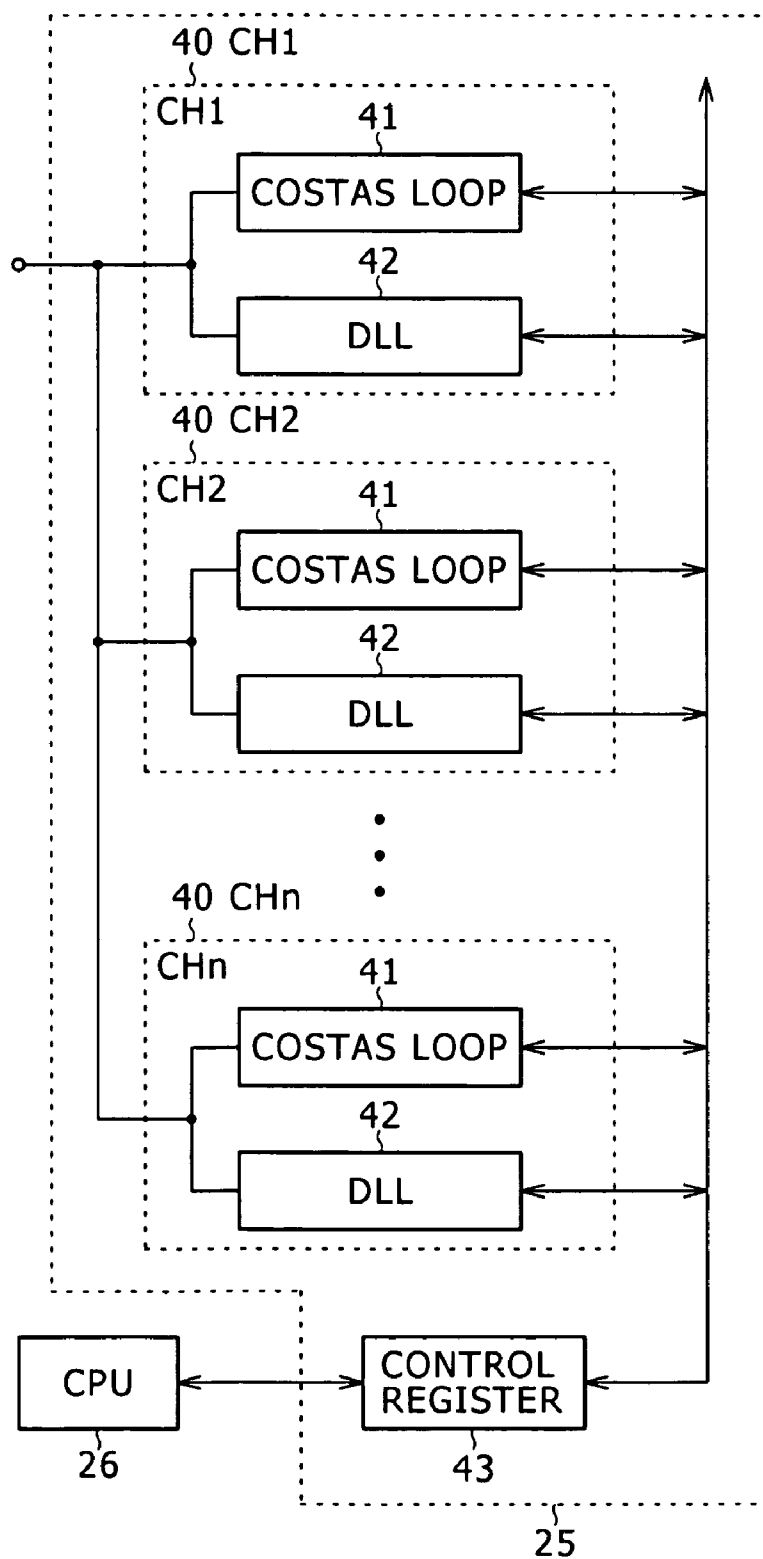 40 CH1
CH1
41
COSTAS LOOP
42
DLL
40 CH2
CH2
41
COSTAS LOOP
42
DLL
40 CHn
CHn
41
COSTAS LOOP
42
DLL
CPU
26
CONTROL
REGISTER
43
25